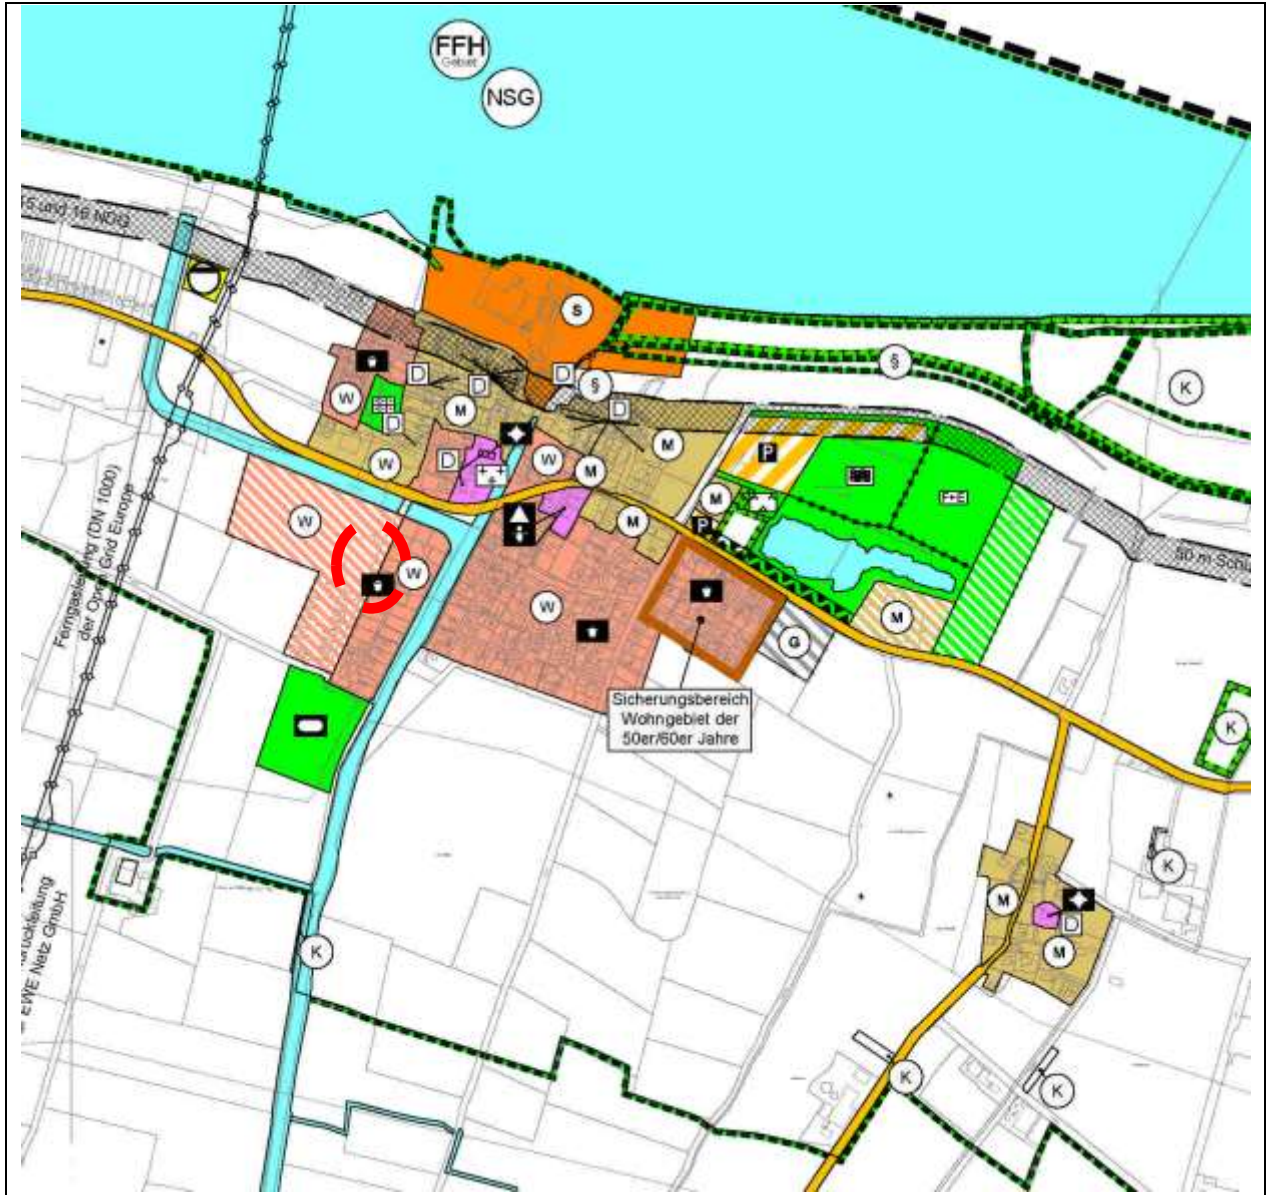 FFH
Gebiet
NSG
15 und 16 NDG
S
K
§
D
D
D
§
D
W
M
D
M
W
D
W
M
P
F+E
M
M
P
W
W
M
W
G
50 m Schu
Ferngasleitung (DN 1000)
der Open Grid Europe
Sicherungsbereich
Wohngebiet der
50er/60er Jahre
K
K
M
D
M
K
EWE Netz GmbH
K
K